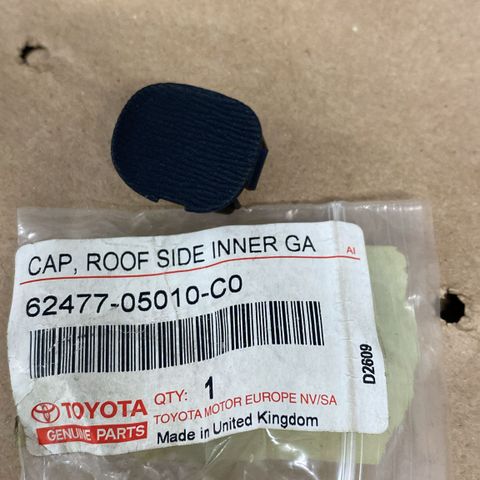 CAP, ROOF SIDE INNER GA
AI
62477-05010-C0
D2609
TOYOTA
GENUINE PARTS
QTY: 1
TOYOTA MOTOR EUROPE NV/SA
Made in United Kingdom